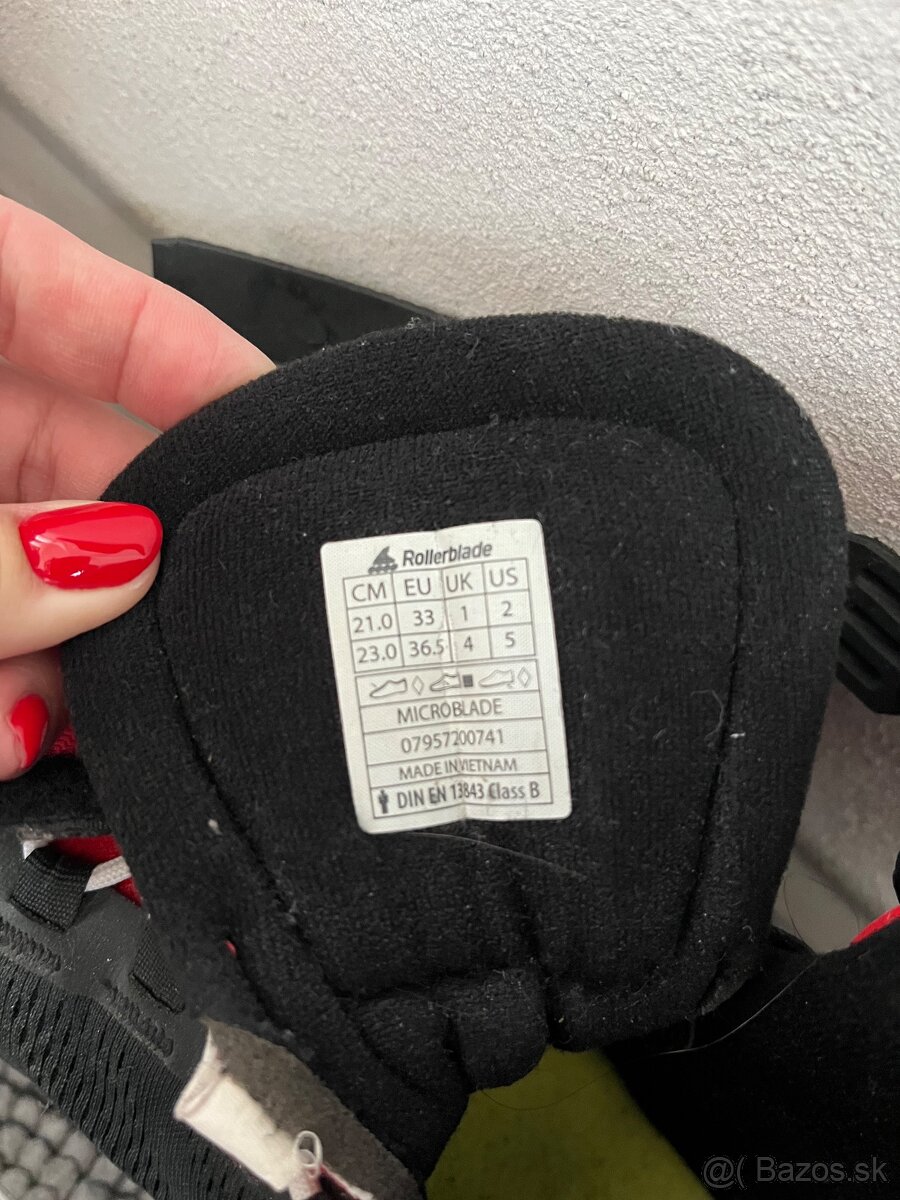 Rollerblade
CM EU UK US
21.0 33 1 2
23.0 36.5 4 5
MICROBLADE
07957200741
MADE IN VIETNAM
DIN EN 13843 Class B
@( Bazos.sk